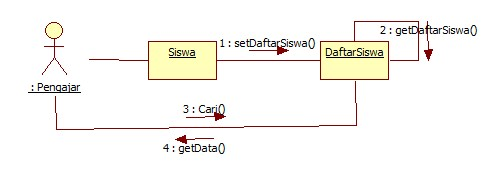 2 : getDaftarSiswa()
1 : setDaftarSiswa()
Siswa
DaftarSiswa
: Pengajar
3 : Cari()
4 : getData()